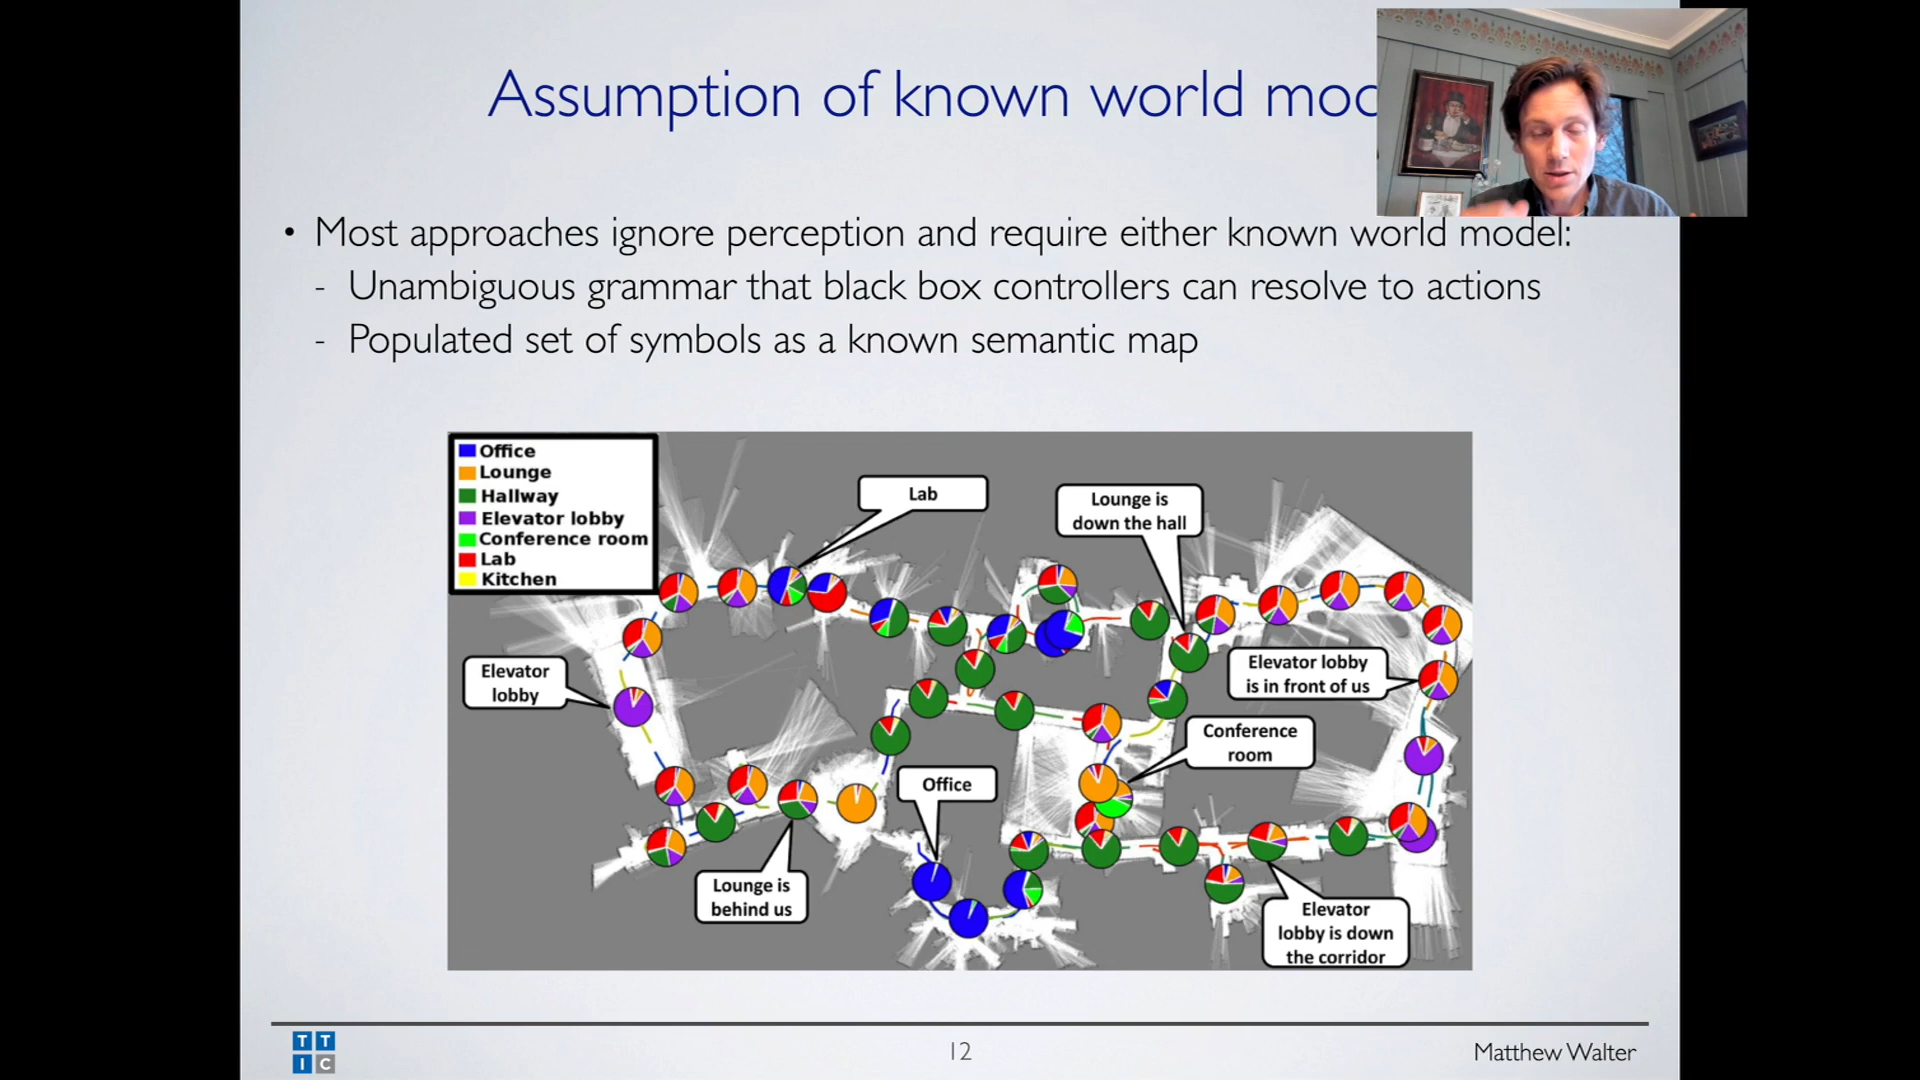 Assumption of known world
• Most approaches ignore perception and require either known world model:
- Unambiguous grammar that black box controllers can resolve to actions
- Populated set of symbols as a known semantic map
Office
Lounge
Hallway
Elevator lobby
Conference room
Lab
Kitchen
Lab
Lounge is
down the hall
Elevator
lobby
Elevator lobby
is in front of us
Conference
room
Office
Lounge is
behind us
Elevator
lobby is down
the corridor
T T
I C
12
Matthew Walter